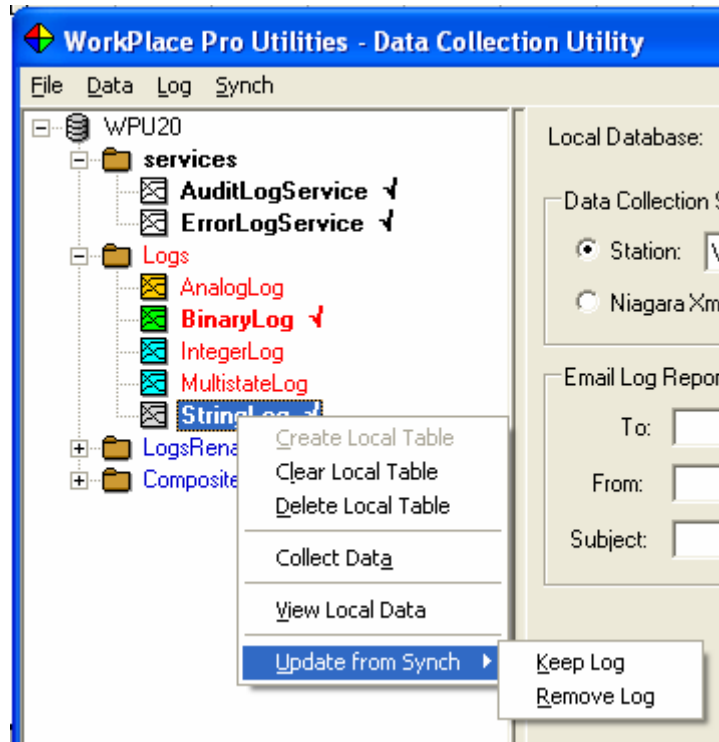 WorkPlace Pro Utilities - Data Collection Utility
File Data Log Synch
WPU20
services
AuditLogService
ErrorLogService
Logs
AnalogLog
BinaryLog
IntegerLog
MultistateLog
StringLog
LogsRena
Composite
Create Local Table
Clear Local Table
Delete Local Table
Collect Data
View Local Data
Update from Synch
Keep Log
Remove Log
Local Database:
Data Collection S
Station:
Niagara Xm
Email Log Repor
To:
From:
Subject: